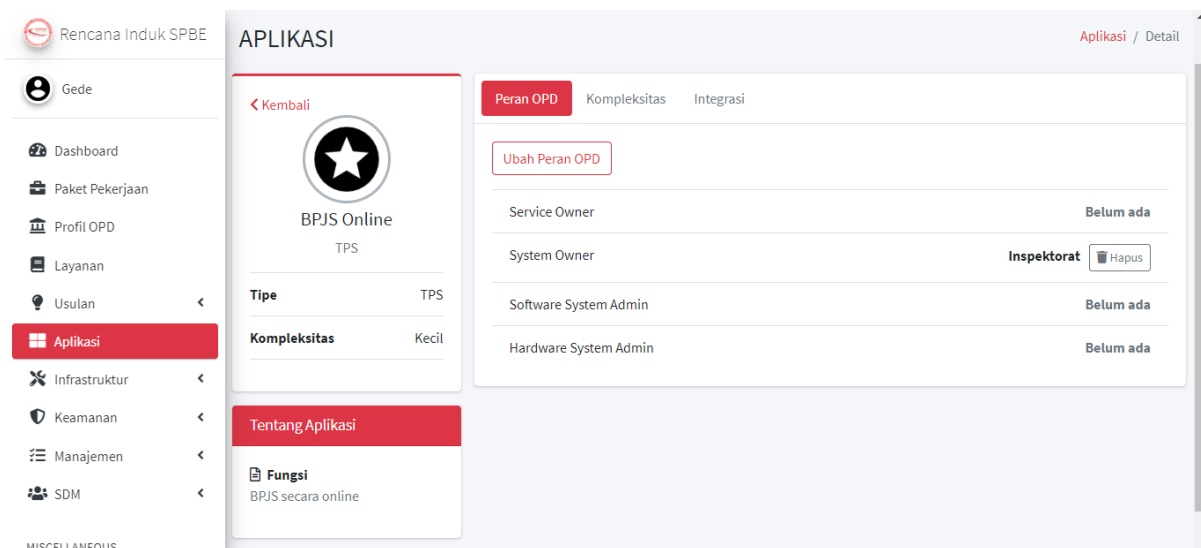 Rencana Induk SPBE
Gede
Dashboard
Paket Pekerjaan
Profil OPD
Layanan
Usulan
Aplikasi
Infrastruktur
Keamanan
Manajemen
SDM
MISCELLANEOUS
APLIKASI
Aplikasi / Detail
Kembali
BPJS Online
TPS
Tipe TPS
Kompleksitas Kecil
Tentang Aplikasi
Fungsi
BPJS secara online
Peran OPD Kompleksitas Integrasi
Ubah Peran OPD
Service Owner Belum ada
System Owner Inspektorat Hapus
Software System Admin Belum ada
Hardware System Admin Belum ada